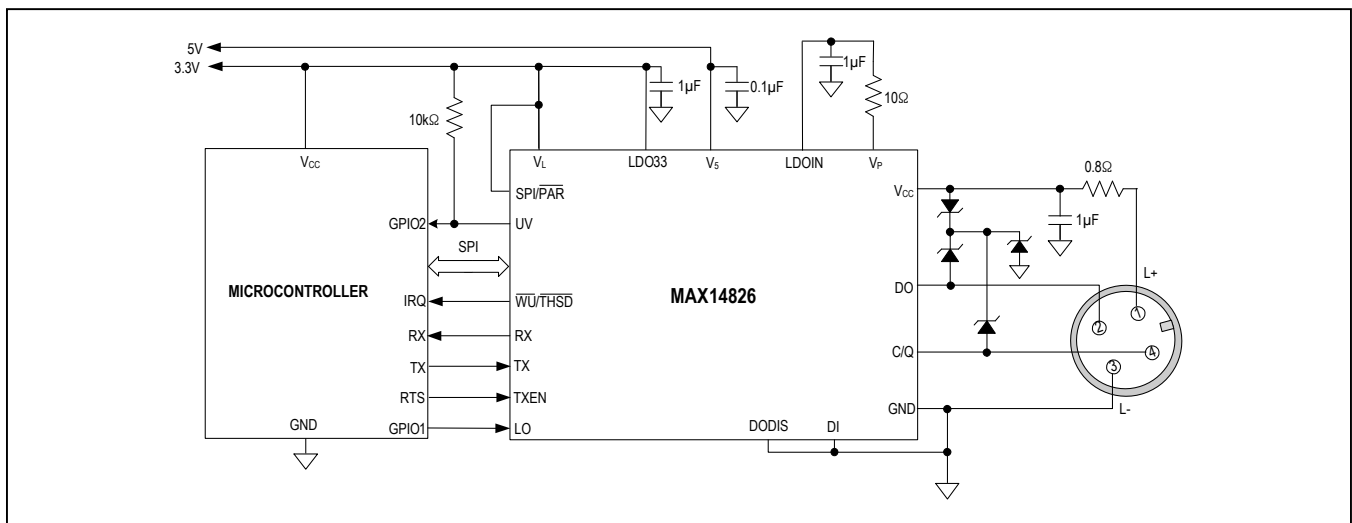 5V
3.3V
1µF
0.1µF
1µF
10Ω
10kΩ
VCC
VL
LDO33
V5
LDOIN
VP
0.8Ω
SPI/PAR
VCC
1µF
GPIO2
UV
SPI
L+
MICROCONTROLLER
MAX14826
IRQ
WU/THSD
DO
1
2
RX
RX
C/Q
4
TX
TX
3
RTS
TXEN
GND
L-
GND
GPIO1
LO
DODIS
DI